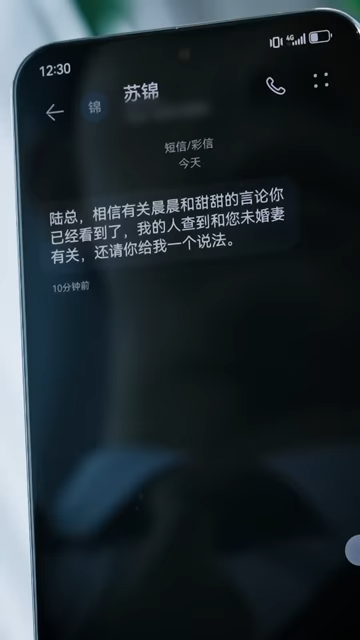 12:30
4G
锦
苏锦
短信/彩信
今天
陆总，相信有关晨晨和甜甜的言论你
已经看到了，我的人查到和您未婚妻
有关，还请你给我一个说法。
10分钟前